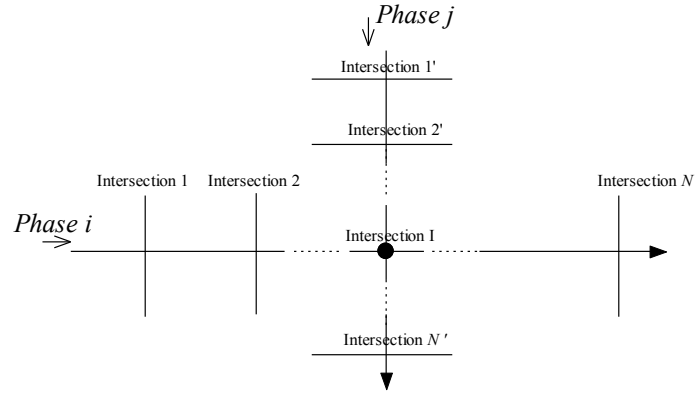 Phase j
Intersection 1'
Intersection 2'
Intersection 1
Intersection 2
Intersection N
Phase i
Intersection I
Intersection N'